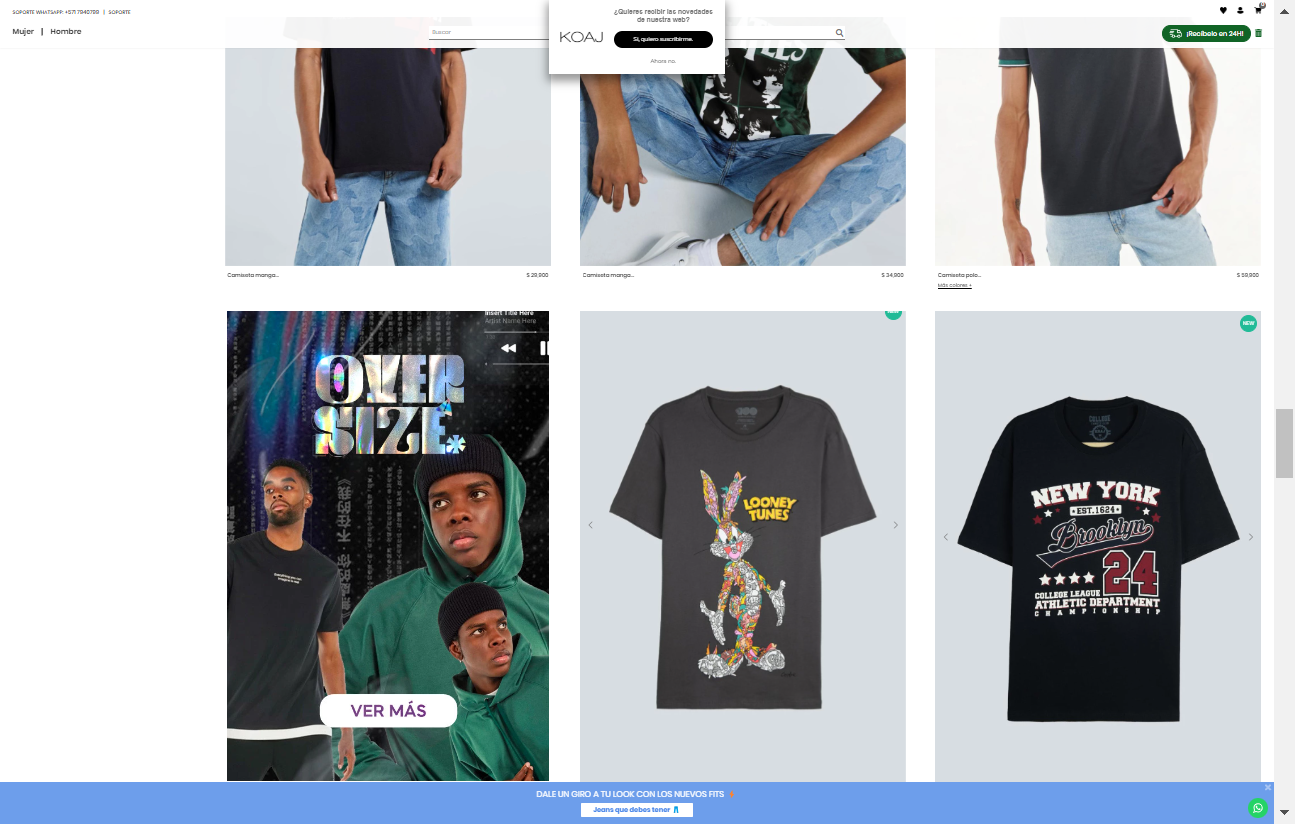 SOPORTE WHATSAPP: +571 7940798 | SOPORTE
Mujer | Hombre
Buscar
¿Quieres recibir las novedades
de nuestra web?
KOAJ
Sí, quiero suscribirme.
Ahora no.
¡Recíbelo en 24H!
Camiseta manga...
$ 29,900
Camiseta manga...
$ 34,900
Camiseta polo...
$ 59,900
Más colores +
Insert Title Here
Artist Name Here
OVER
SIZE.
VER MÁS
LOONEY
TUNES
NEW
NEW
NEW YORK
EST.1624
Brooklyn
24
COLLEGE LEAGUE
ATHLETIC DEPARTMENT
CHAMPIONSHIP
DALE UN GIRO A TU LOOK CON LOS NUEVOS FITS
Jeans que debes tener